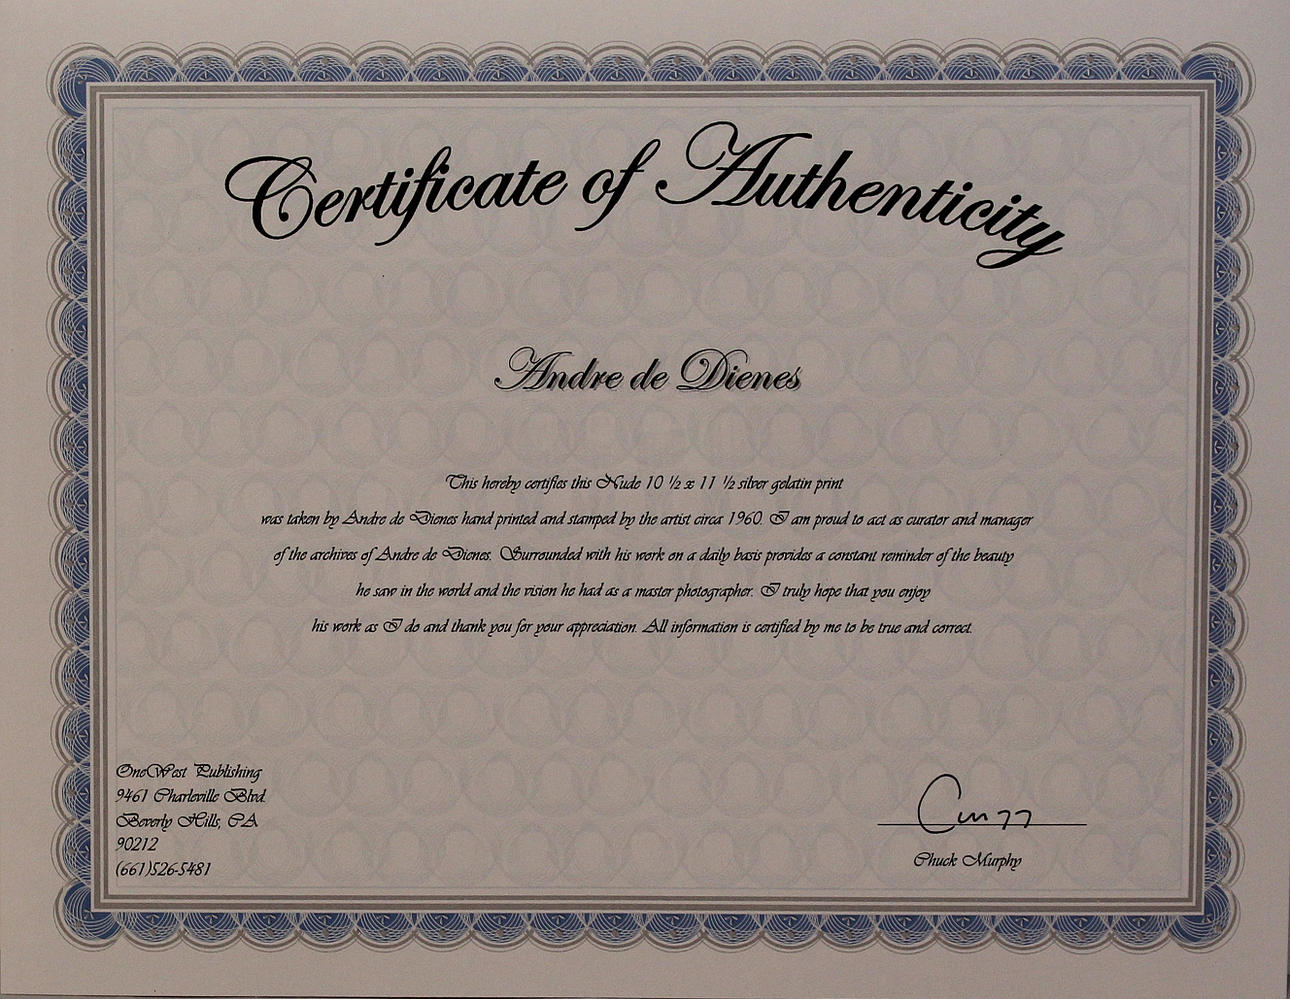 Certificate of Authenticity
Andre de Dienes
This hereby certifies this Nude 10 ½ x 11 ½ silver gelatin print
was taken by Andre de Dienes hand printed and stamped by the artist circa 1960. I am proud to act as curator and manager
of the archives of Andre de Dienes. Surrounded with his work on a daily basis provides a constant reminder of the beauty
he saw in the world and the vision he had as a master photographer. I truly hope that you enjoy
his work as I do and thank you for your appreciation. All information is certified by me to be true and correct.
OneWest Publishing
9461 Charleville Blvd.
Beverly Hills, CA
90212
(661)526-5481
Chuck Murphy